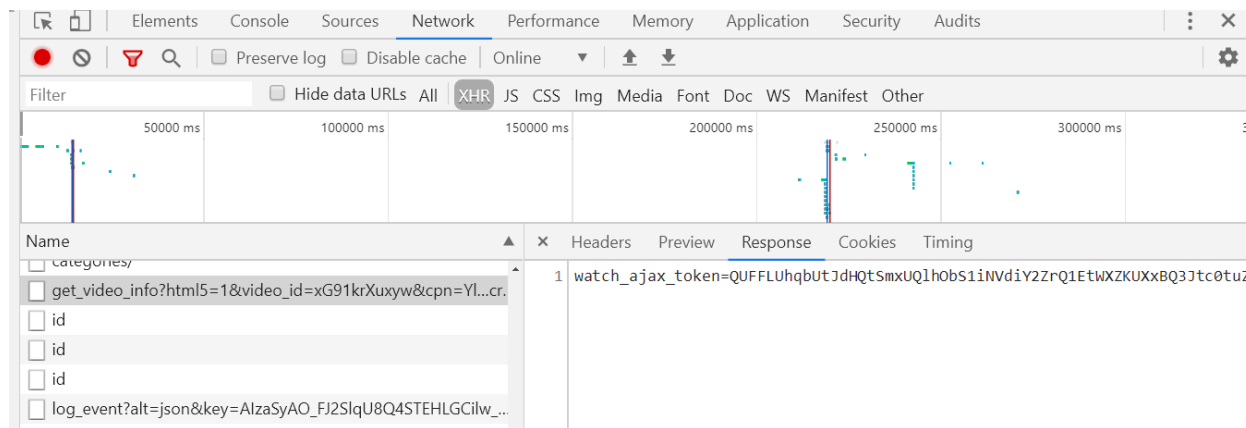 Elements Console Sources Network Performance Memory Application Security Audits
Preserve log Disable cache Online
Filter Hide data URLs All XHR JS CSS Img Media Font Doc WS Manifest Other
50000 ms 100000 ms 150000 ms 200000 ms 250000 ms 300000 ms 3
Name Headers Preview Response Cookies Timing
categories/
1 watch_ajax_token=QUFFLUhqbUtJdHQtSmxUQlhObS1iNVdiY2ZrQ1EtWXZKUXxBQ3Jtc0tuZ
get_video_info?html5=1&video_id=xG91krXuxyw&cpn=Yl...cr.
id
id
id
log_event?alt=json&key=AIzaSyAO_FJ2SlqU8Q4STEHLGCilw_...